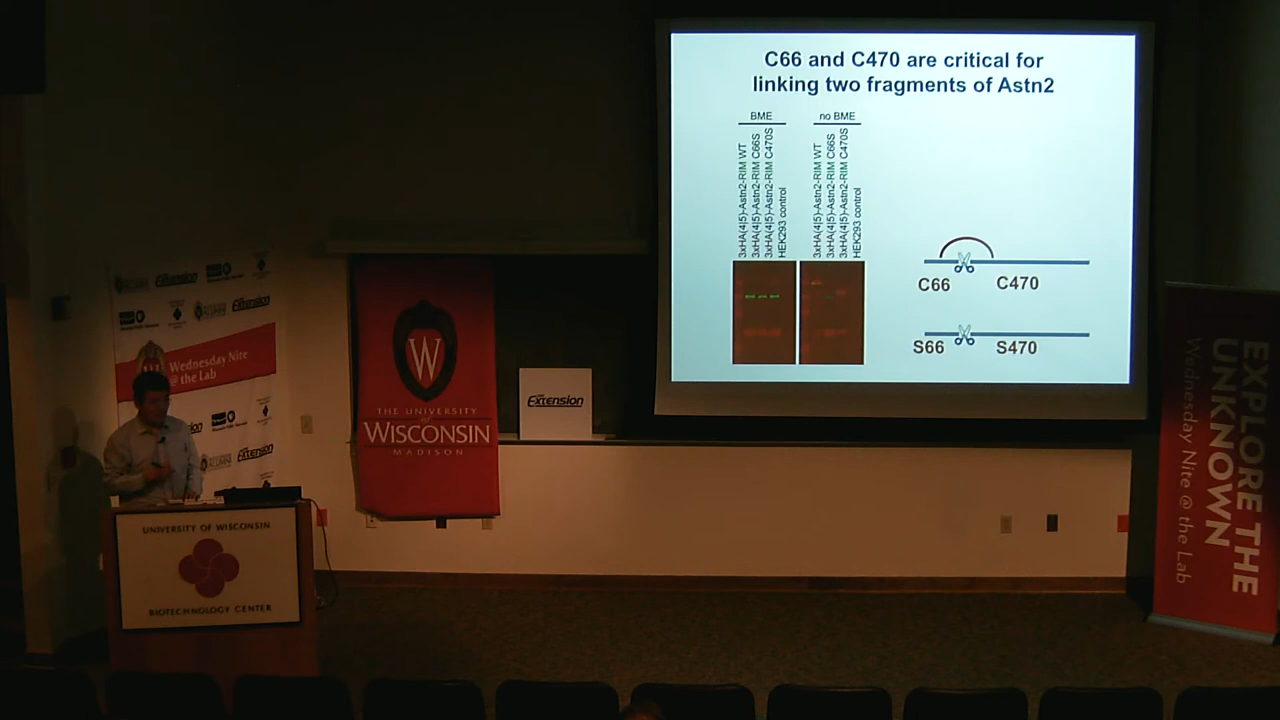 C66 and C470 are critical for
linking two fragments of Astn2
BME
no BME
3xHA(4|5)-Astn2-RIM WT
3xHA(4|5)-Astn2-RIM C66S
3xHA(4|5)-Astn2-RIM C470S
HEK293 control
3xHA(4|5)-Astn2-RIM WT
3xHA(4|5)-Astn2-RIM C66S
3xHA(4|5)-Astn2-RIM C470S
HEK293 control
C66
C470
S66
S470
Extension
Extension
Wednesday Nite
@ the Lab
Extension
W
THE UNIVERSITY
of
WISCONSIN
MADISON
Extension
UNIVERSITY OF WISCONSIN
BIOTECHNOLOGY CENTER
EXPLORE THE
UNKNOWN
Wednesday Nite @ the Lab